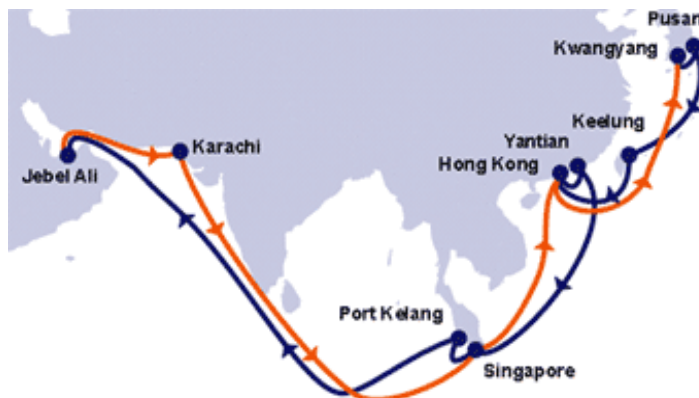 Pusan
Kwangyang
Keelung
Yantian
Hong Kong
Karachi
Jebel Ali
Port Kelang
Singapore